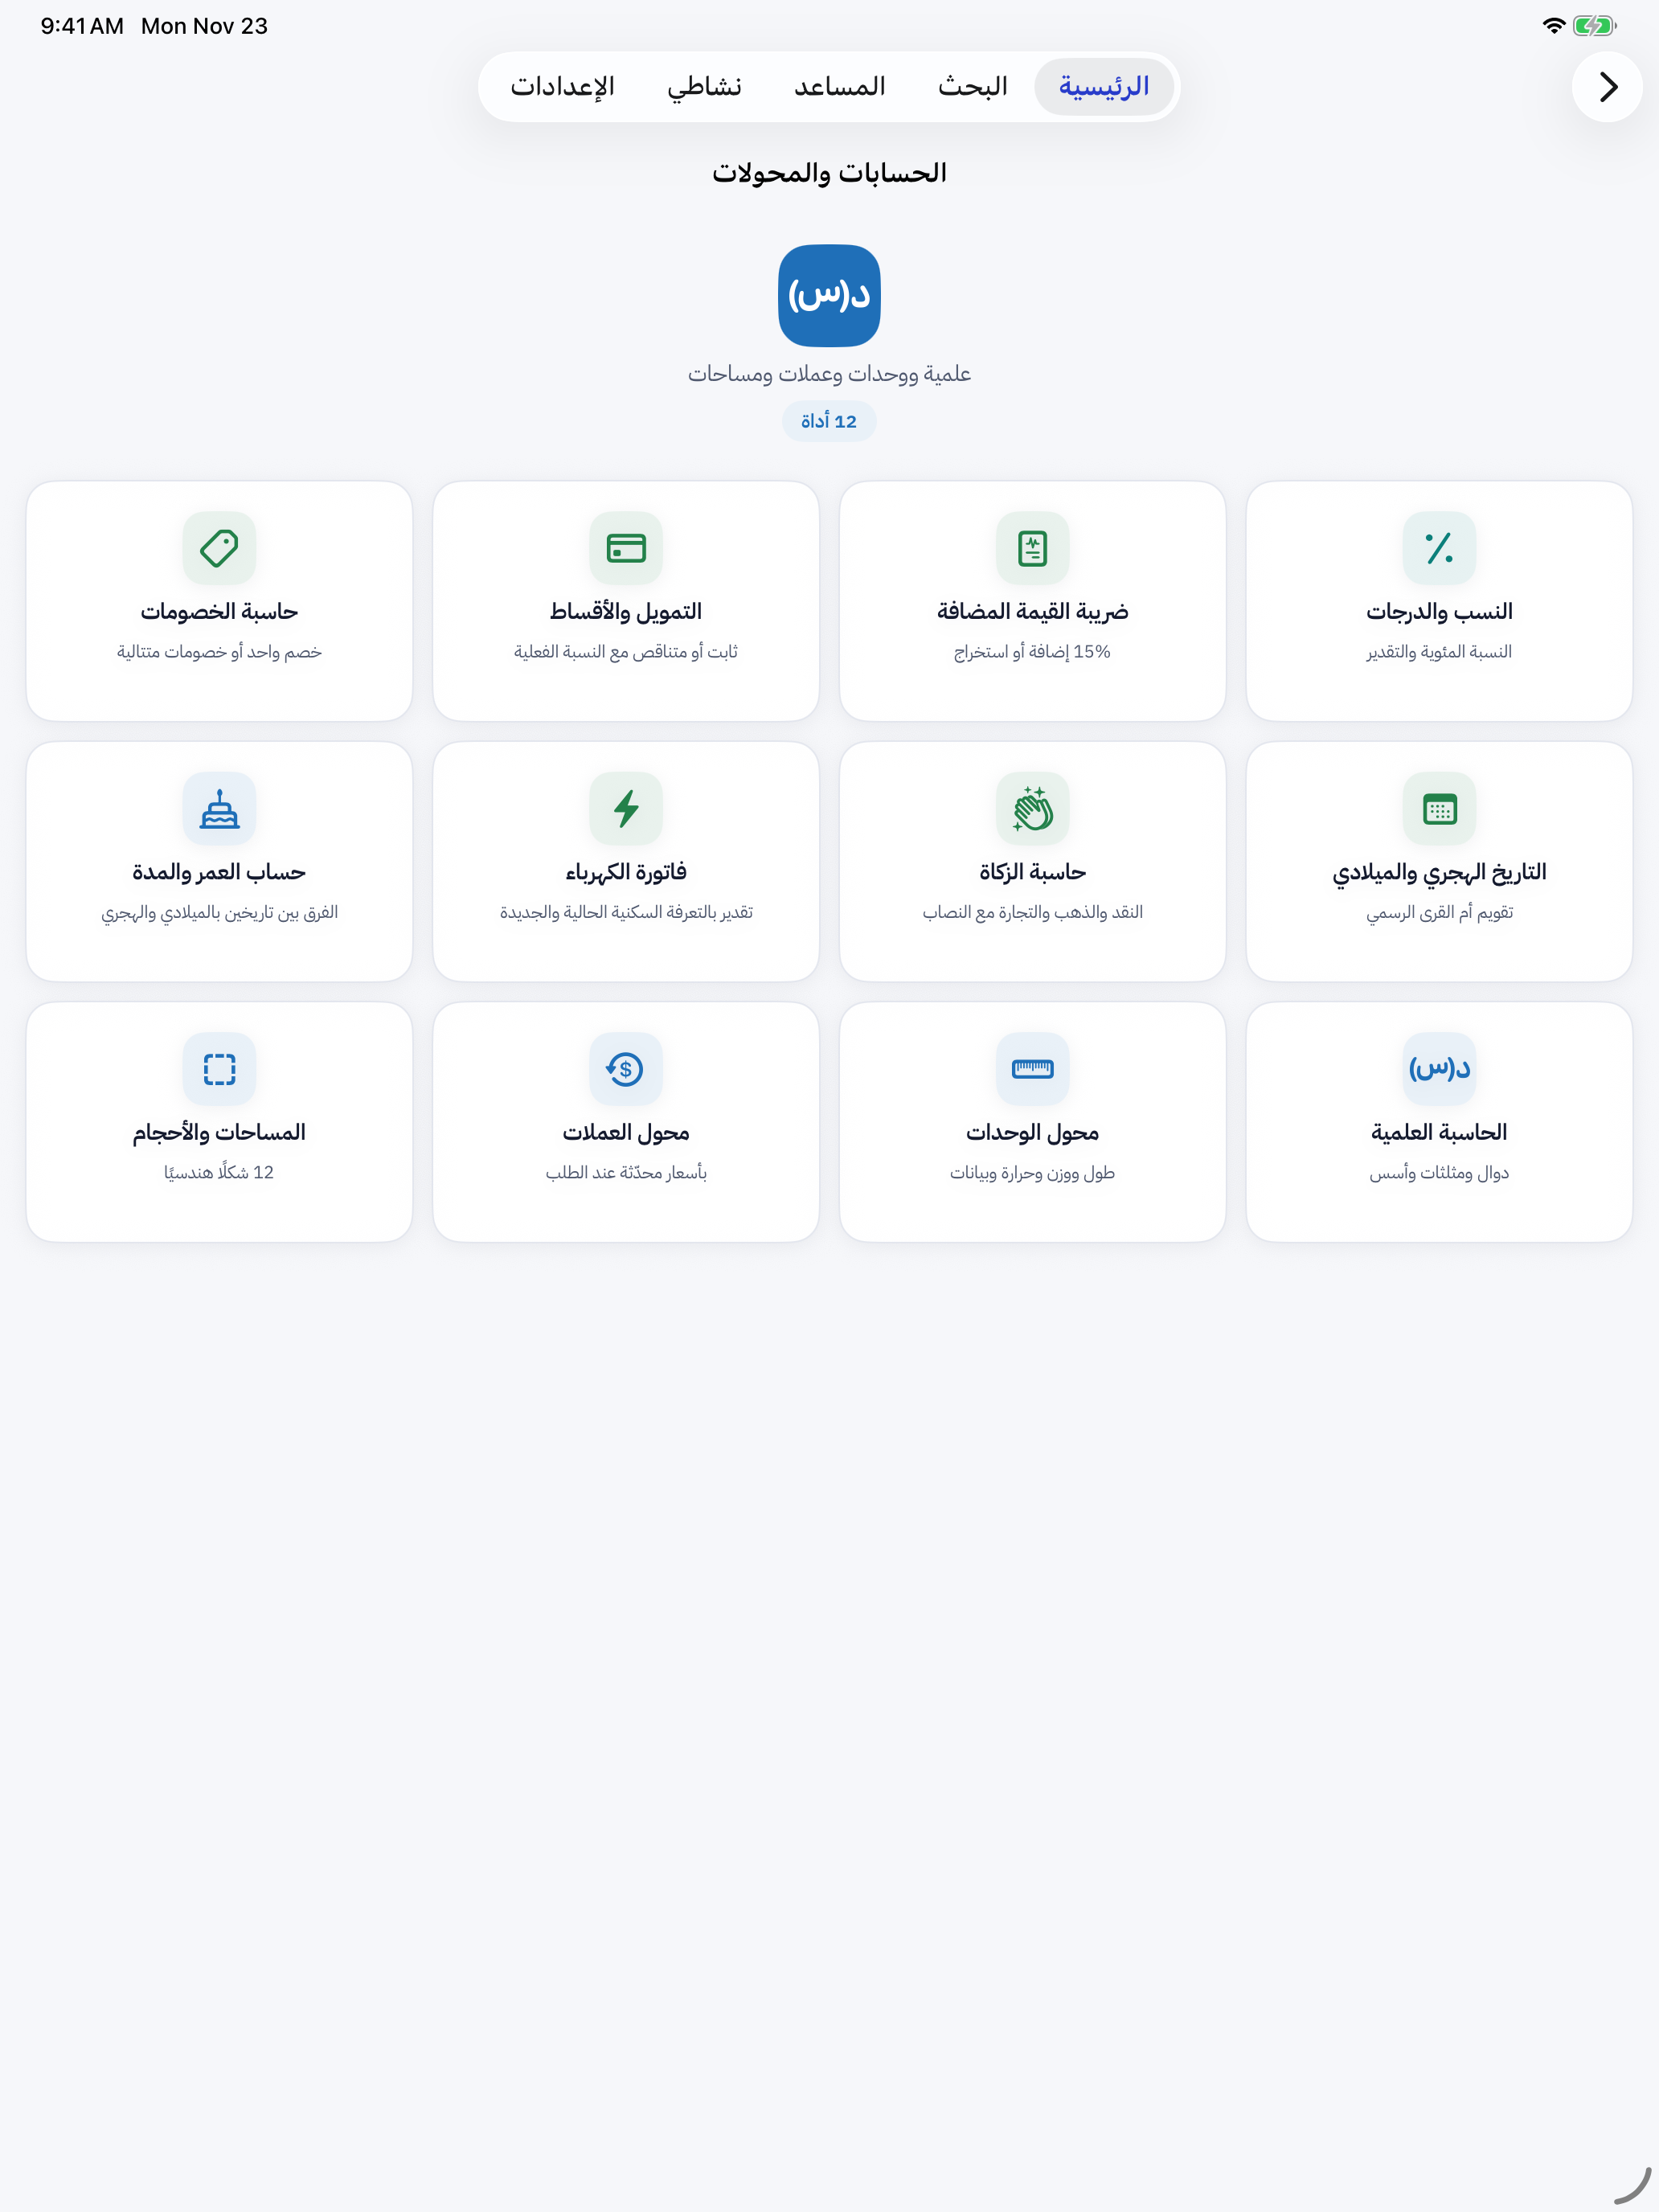 9:41 AM Mon Nov 23
الرئيسية
البحث
المساعد
نشاطي
الإعدادات
الحسابات والمحولات
د(س)
علمية ووحدات وعملات ومساحات
12 أداة
النسب والدرجات
النسبة المئوية والتقدير
ضريبة القيمة المضافة
15% إضافة أو استخراج
التمويل والأقساط
ثابت أو متناقص مع النسبة الفعلية
حاسبة الخصومات
خصم واحد أو خصومات متتالية
التاريخ الهجري والميلادي
تقويم أم القرى الرسمي
حاسبة الزكاة
النقد والذهب والتجارة مع النصاب
فاتورة الكهرباء
تقدير بالتعرفة السكنية الحالية والجديدة
حساب العمر والمدة
الفرق بين تاريخين بالميلادي والهجري
د(س)
الحاسبة العلمية
دوال ومثلثات وأسس
محول الوحدات
طول ووزن وحرارة وبيانات
$
محول العملات
بأسعار محدّثة عند الطلب
المساحات والأحجام
12 شكلًا هندسيًا